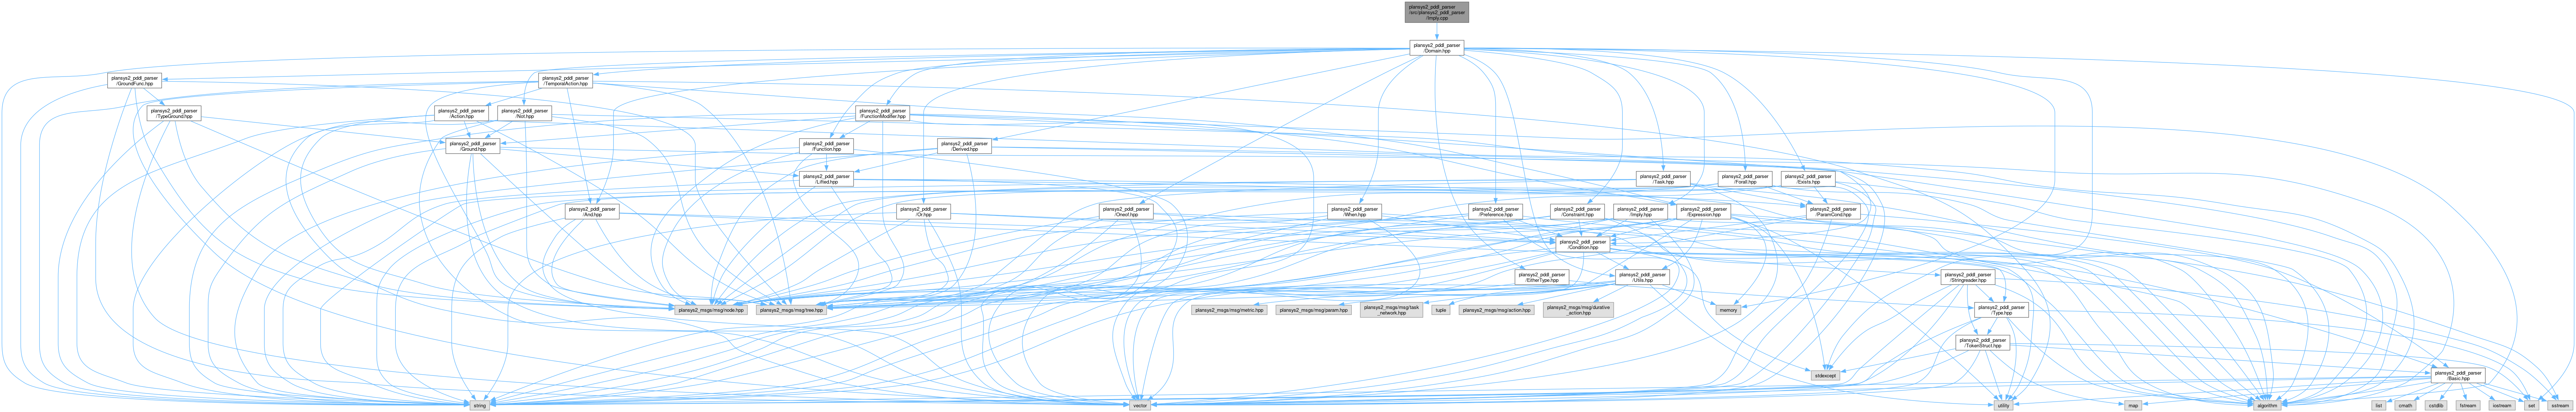 plansys2_pddl_parser
/src/plansys2_pddl_parser
/Imply.cpp
plansys2_pddl_parser
/Domain.hpp
plansys2_pddl_parser
/GroundFunc.hpp
plansys2_pddl_parser
/TemporalAction.hpp
plansys2_pddl_parser
/TypeGround.hpp
plansys2_pddl_parser
/Action.hpp
plansys2_pddl_parser
/Not.hpp
plansys2_pddl_parser
/FunctionModifier.hpp
plansys2_pddl_parser
/Ground.hpp
plansys2_pddl_parser
/Function.hpp
plansys2_pddl_parser
/Derived.hpp
plansys2_pddl_parser
/Lifted.hpp
plansys2_pddl_parser
/Task.hpp
plansys2_pddl_parser
/Forall.hpp
plansys2_pddl_parser
/Exists.hpp
plansys2_pddl_parser
/And.hpp
plansys2_pddl_parser
/Or.hpp
plansys2_pddl_parser
/Oneof.hpp
plansys2_pddl_parser
/When.hpp
plansys2_pddl_parser
/Preference.hpp
plansys2_pddl_parser
/Constraint.hpp
plansys2_pddl_parser
/Imply.hpp
plansys2_pddl_parser
/Expression.hpp
plansys2_pddl_parser
/ParamCond.hpp
plansys2_pddl_parser
/Condition.hpp
plansys2_pddl_parser
/EitherType.hpp
plansys2_pddl_parser
/Utils.hpp
plansys2_pddl_parser
/Stringreader.hpp
plansys2_msgs/msg/node.hpp
plansys2_msgs/msg/tree.hpp
plansys2_msgs/msg/metric.hpp
plansys2_msgs/msg/param.hpp
plansys2_msgs/msg/task
_network.hpp
tuple
plansys2_msgs/msg/action.hpp
plansys2_msgs/msg/durative
_action.hpp
memory
plansys2_pddl_parser
/Type.hpp
plansys2_pddl_parser
/TokenStruct.hpp
stdexcept
plansys2_pddl_parser
/Basic.hpp
string
vector
utility
map
algorithm
list
cmath
cstdlib
fstream
iostream
set
sstream